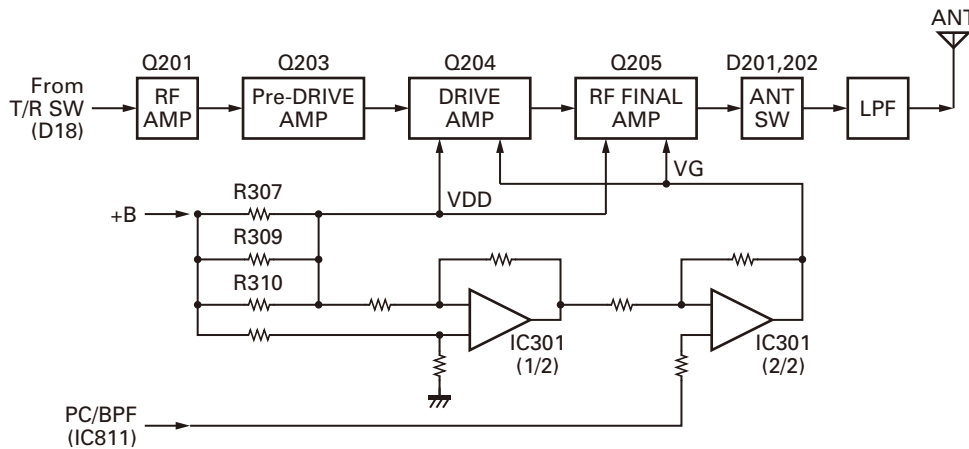 ANT
Q201
Q203
Q204
Q205
D201,202
From
T/R SW
(D18)
RF
AMP
Pre-DRIVE
AMP
DRIVE
AMP
RF FINAL
AMP
ANT
SW
LPF
VG
VDD
+B
R307
R309
R310
IC301
(1/2)
IC301
(2/2)
PC/BPF
(IC811)